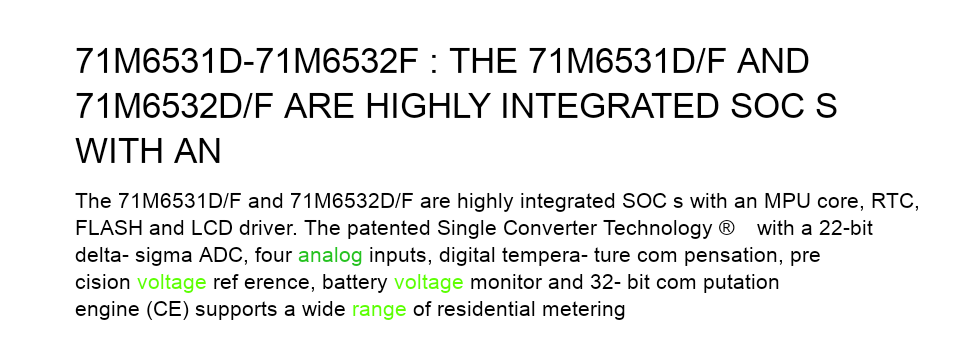 71M6531D-71M6532F : THE 71M6531D/F AND
71M6532D/F ARE HIGHLY INTEGRATED SOC S
WITH AN
The 71M6531D/F and 71M6532D/F are highly integrated SOC s with an MPU core, RTC,
FLASH and LCD driver. The patented Single Converter Technology ® with a 22-bit
delta- sigma ADC, four analog inputs, digital tempera- ture com pensation, pre
cision voltage ref erence, battery voltage monitor and 32- bit com putation
engine (CE) supports a wide range of residential metering